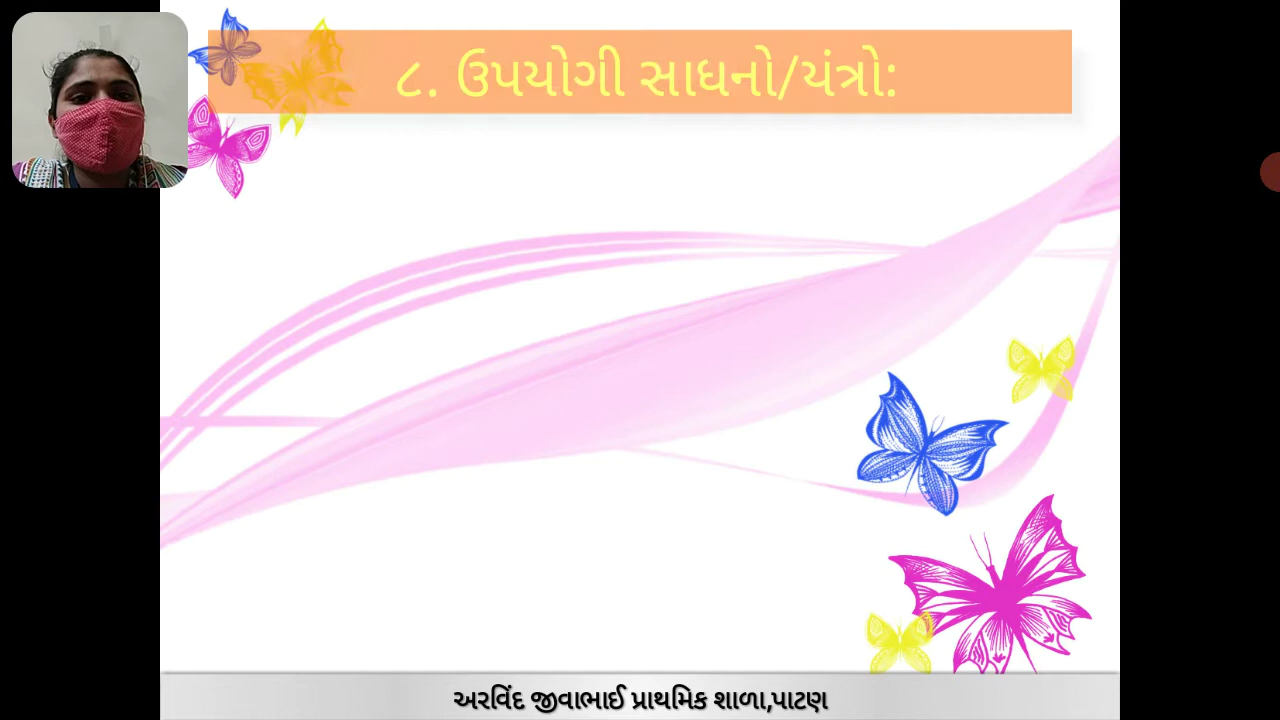 ૮. ઉપયોગી સાધનો/યંત્રો:
અરવિંદ જીવાભાઈ પ્રાથમિક શાળા,પાટણ